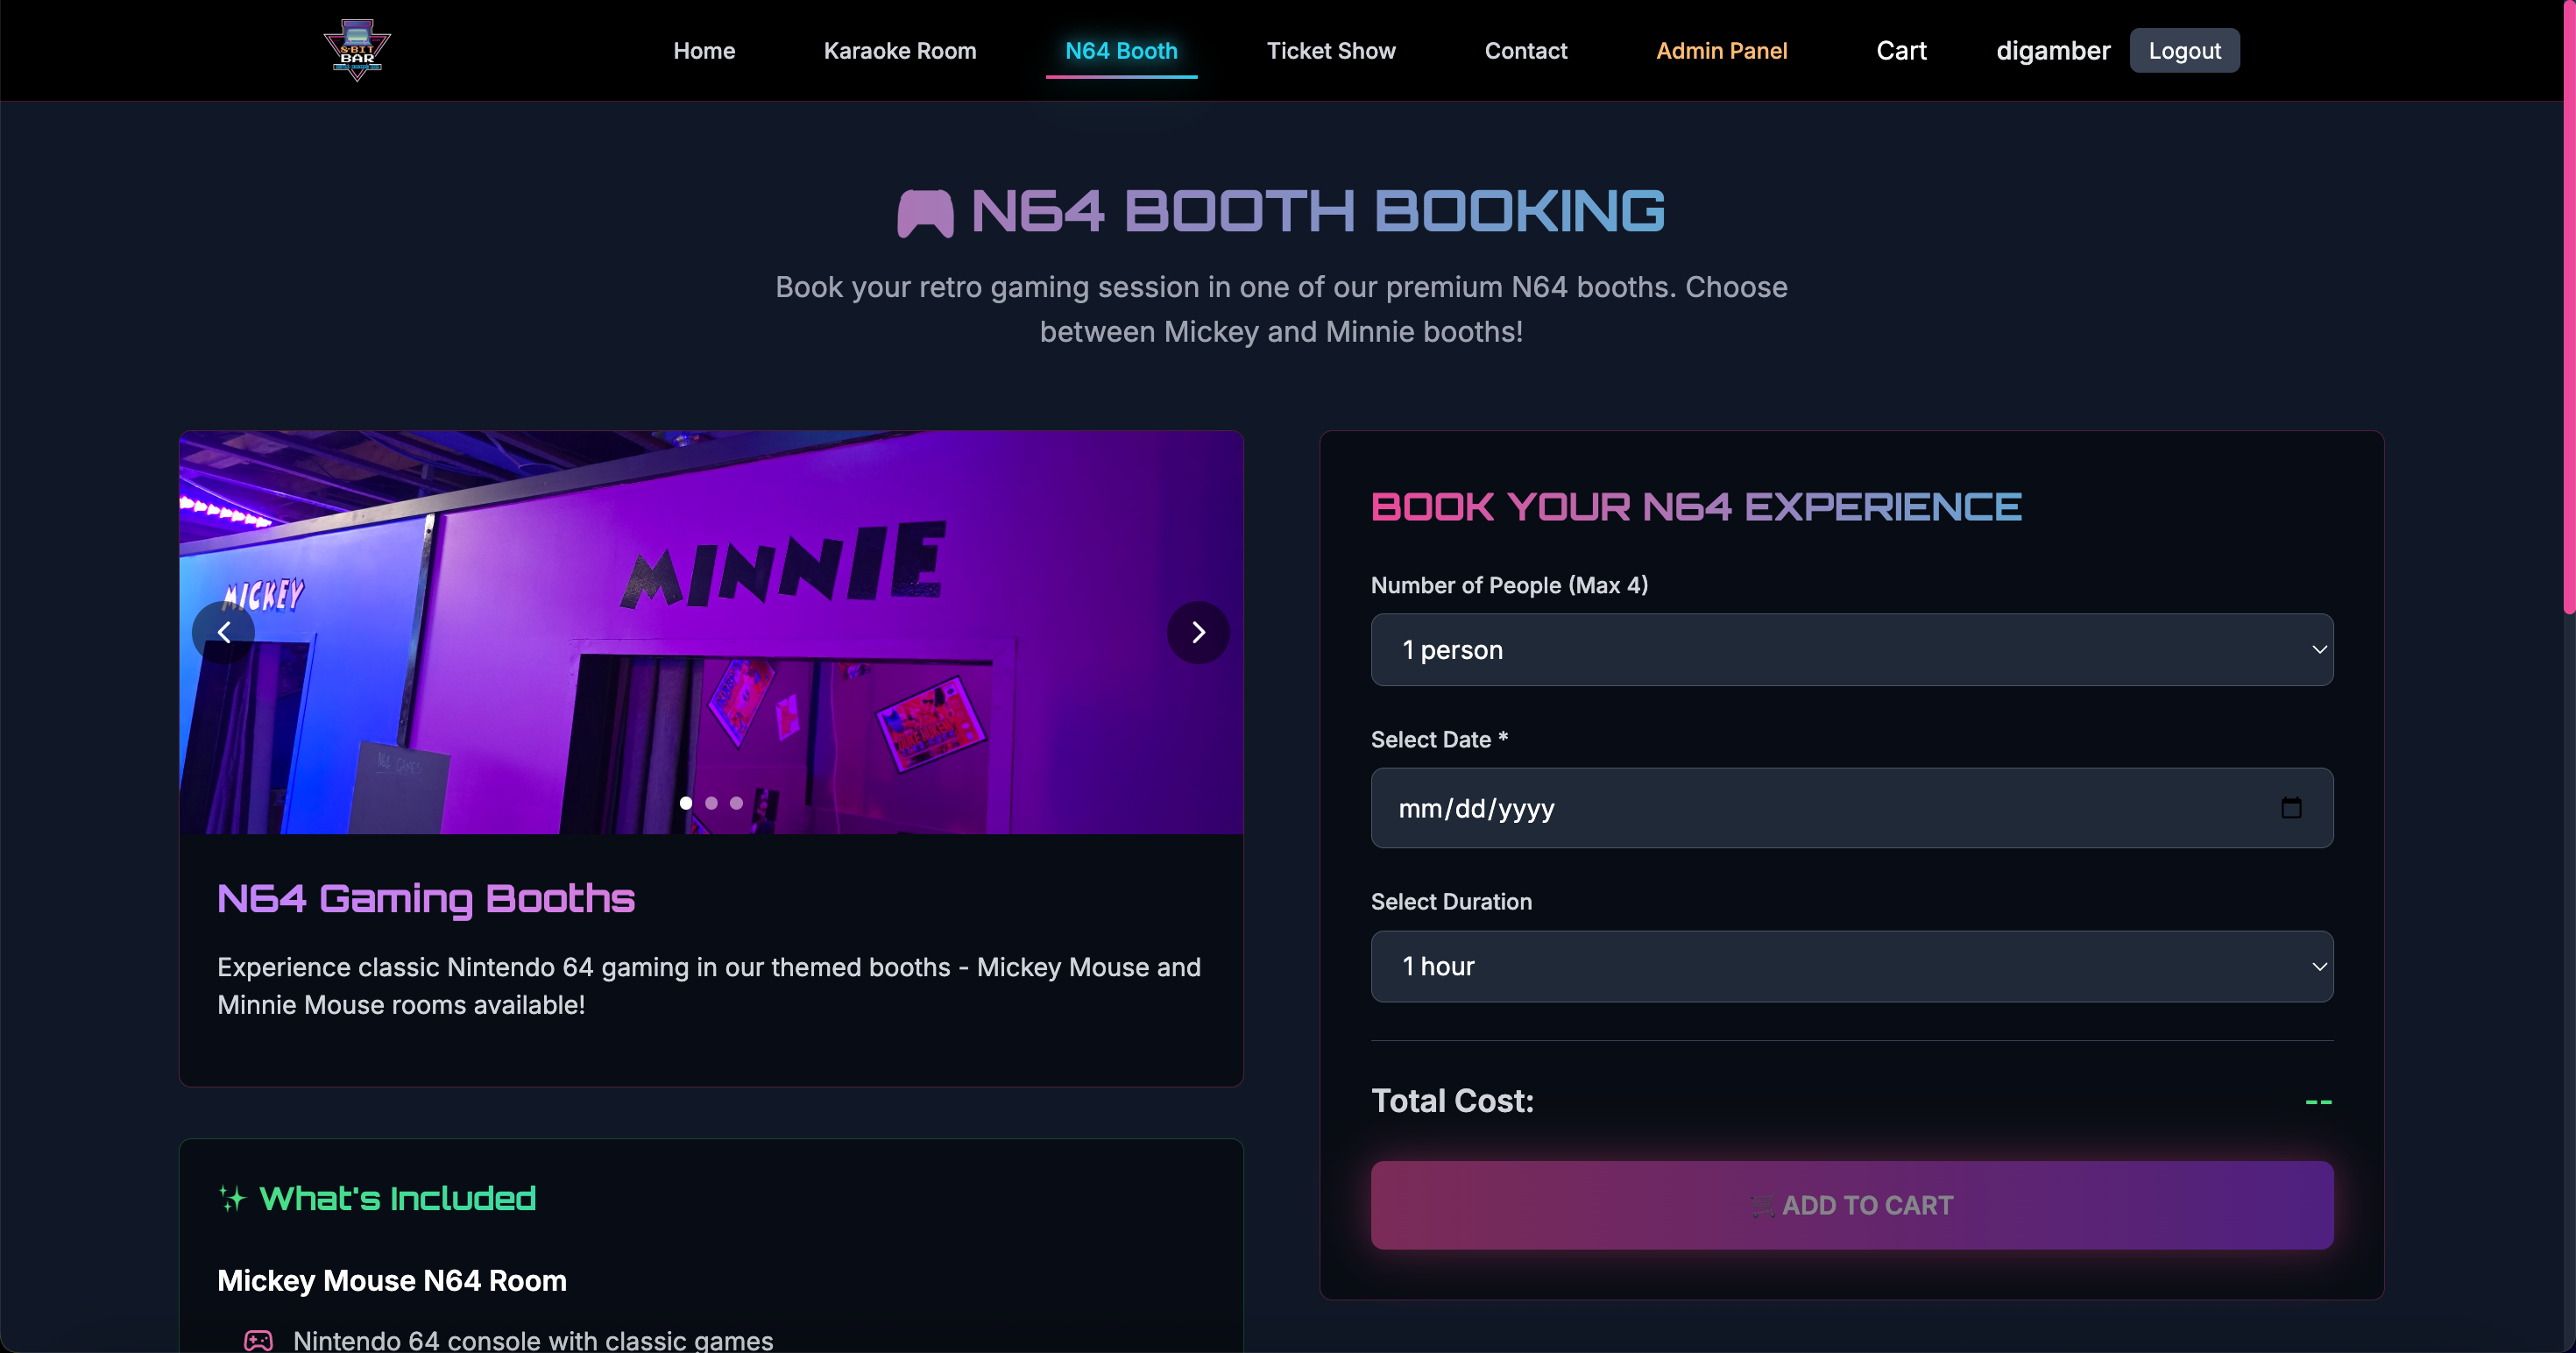 8-BIT
BAR
Home
Karaoke Room
N64 Booth
Ticket Show
Contact
Admin Panel
Cart
digamber
Logout
N64 BOOTH BOOKING
Book your retro gaming session in one of our premium N64 booths. Choose
between Mickey and Minnie booths!
MICKEY
MINNIE
N64 GAMES
N64 Gaming Booths
Experience classic Nintendo 64 gaming in our themed booths - Mickey Mouse and
Minnie Mouse rooms available!
✨ What's Included
Mickey Mouse N64 Room
Nintendo 64 console with classic games
BOOK YOUR N64 EXPERIENCE
Number of People (Max 4)
1 person
Select Date *
mm/dd/yyyy
Select Duration
1 hour
Total Cost:
--
🛒 ADD TO CART